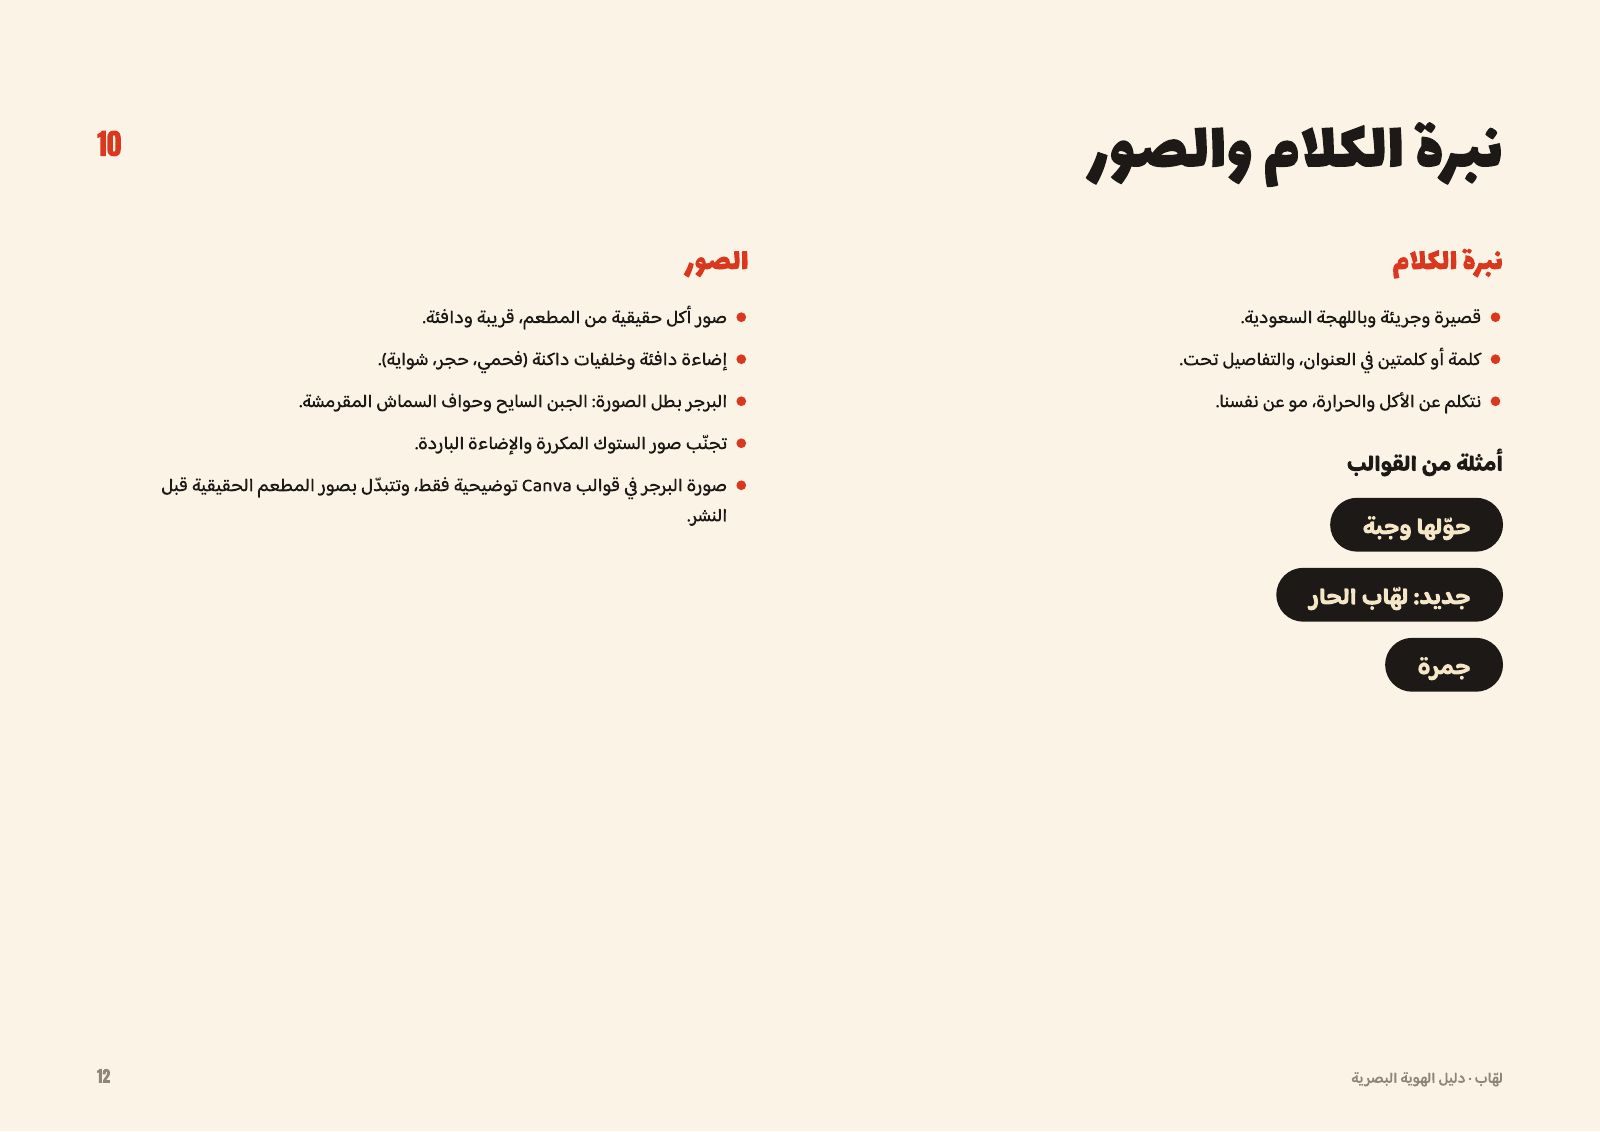 نبرة الكلام والصور
10
نبرة الكلام
قصيرة وجريئة وباللهجة السعودية.
كلمة أو كلمتين في العنوان، والتفاصيل تحت.
نتكلم عن الأكل والحرارة، مو عن نفسنا.
أمثلة من القوالب
حوّلها وجبة
جديد: لهّاب الحار
جمرة
الصور
صور أكل حقيقية من المطعم، قريبة ودافئة.
إضاءة دافئة وخلفيات داكنة (فحمي، حجر، شواية).
البرجر بطل الصورة: الجبن السايح وحواف السماش المقرمشة.
تجنّب صور الستوك المكررة والإضاءة الباردة.
صورة البرجر في قوالب Canva توضيحية فقط، وتتبدّل بصور المطعم الحقيقية قبل
النشر.
لهّاب · دليل الهوية البصرية
12